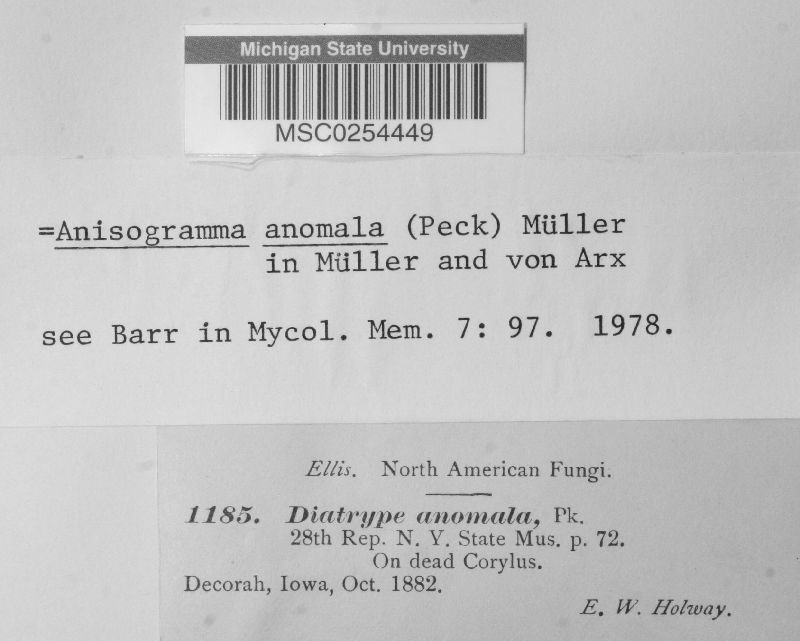 Michigan State University
MSC0254449
=Anisogramma anomala (Peck) Müller
in Müller and von Arx
see Barr in Mycol. Mem. 7: 97. 1978.
Ellis. North American Fungi.
1185. Diatrype anomala, Pk.
28th Rep. N. Y. State Mus. p. 72.
On dead Corylus.
Decorah, Iowa, Oct. 1882.
E. W. Holway.